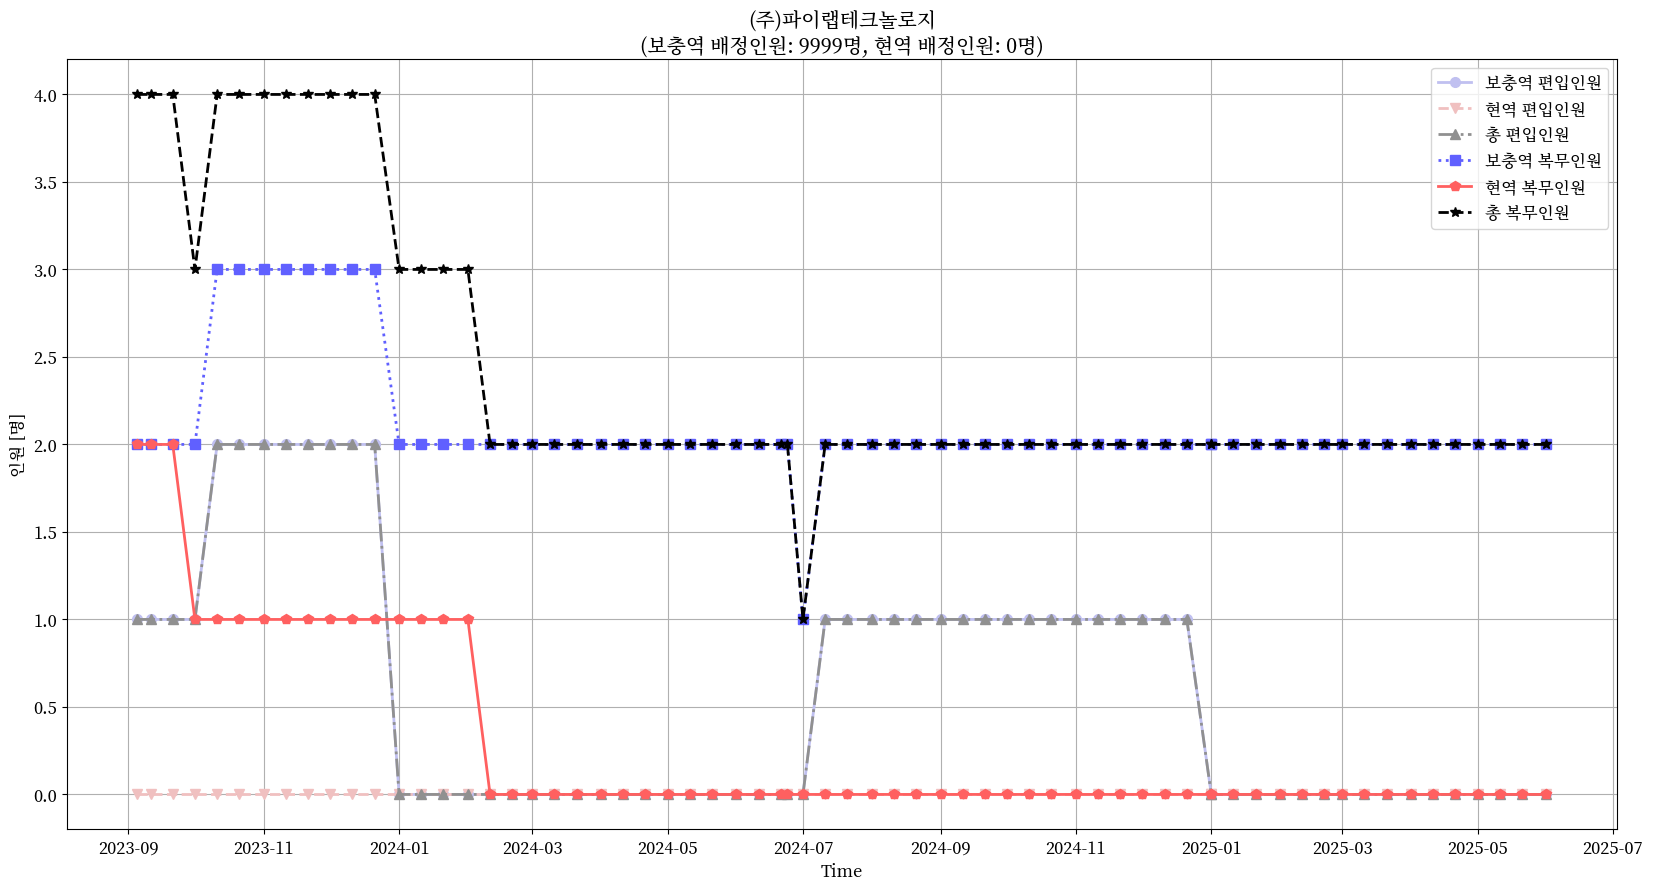 (주)파이랩테크놀로지
(보충역 배정인원: 9999명, 현역 배정인원: 0명)
보충역 편입인원
현역 편입인원
총 편입인원
보충역 복무인원
현역 복무인원
총 복무인원
인원 [명]
4.0
3.5
3.0
2.5
2.0
1.5
1.0
0.5
0.0
2023-09 2023-11 2024-01 2024-03 2024-05 2024-07 2024-09 2024-11 2025-01 2025-03 2025-05 2025-07
Time